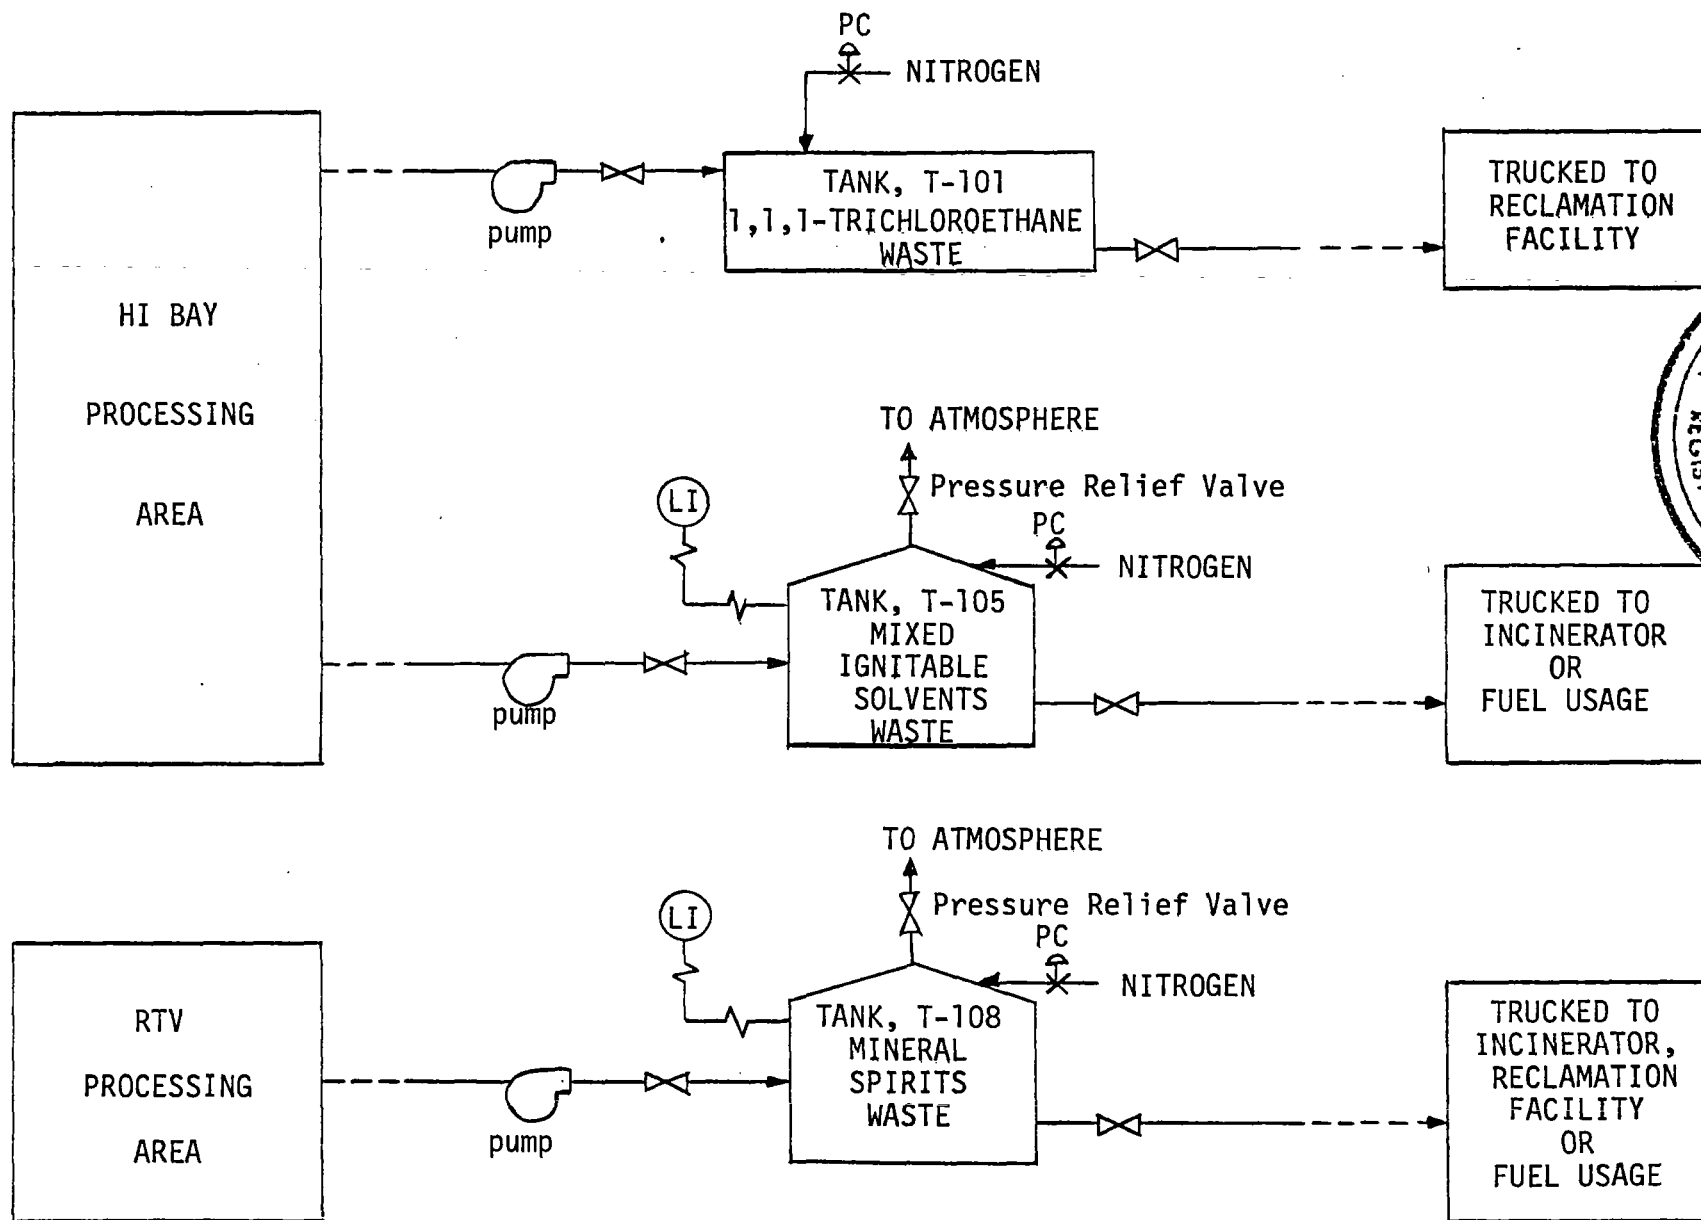 PC
NITROGEN
TANK, T-101
1,1,1-TRICHLOROETHANE
WASTE
pump
TRUCKED TO
RECLAMATION
FACILITY
HI BAY
PROCESSING
AREA
TO ATMOSPHERE
Pressure Relief Valve
LI
PC
NITROGEN
TANK, T-105
MIXED
IGNITABLE
SOLVENTS
WASTE
pump
TRUCKED TO
INCINERATOR
OR
FUEL USAGE
TO ATMOSPHERE
Pressure Relief Valve
LI
PC
NITROGEN
RTV
PROCESSING
AREA
pump
TANK, T-108
MINERAL
SPIRITS
WASTE
TRUCKED TO
INCINERATOR,
RECLAMATION
FACILITY
OR
FUEL USAGE